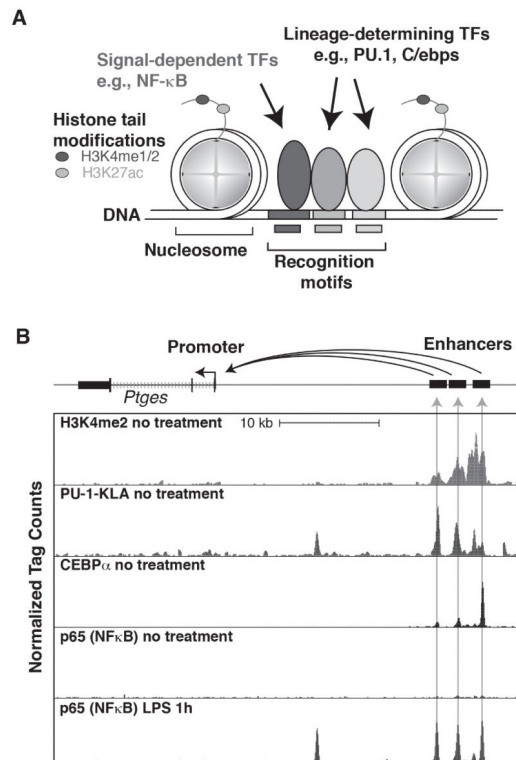 A
Lineage-determining TFs
e.g., PU.1, C/ebps
Signal-dependent TFs
e.g., NF-κB
Histone tail
modifications
H3K4me1/2
H3K27ac
DNA
Nucleosome
Recognition
motifs
B
Promoter
Enhancers
Ptges
H3K4me2 no treatment
10 kb
PU-1-KLA no treatment
CEBPα no treatment
p65 (NFκB) no treatment
p65 (NFκB) LPS 1h
Normalized Tag Counts